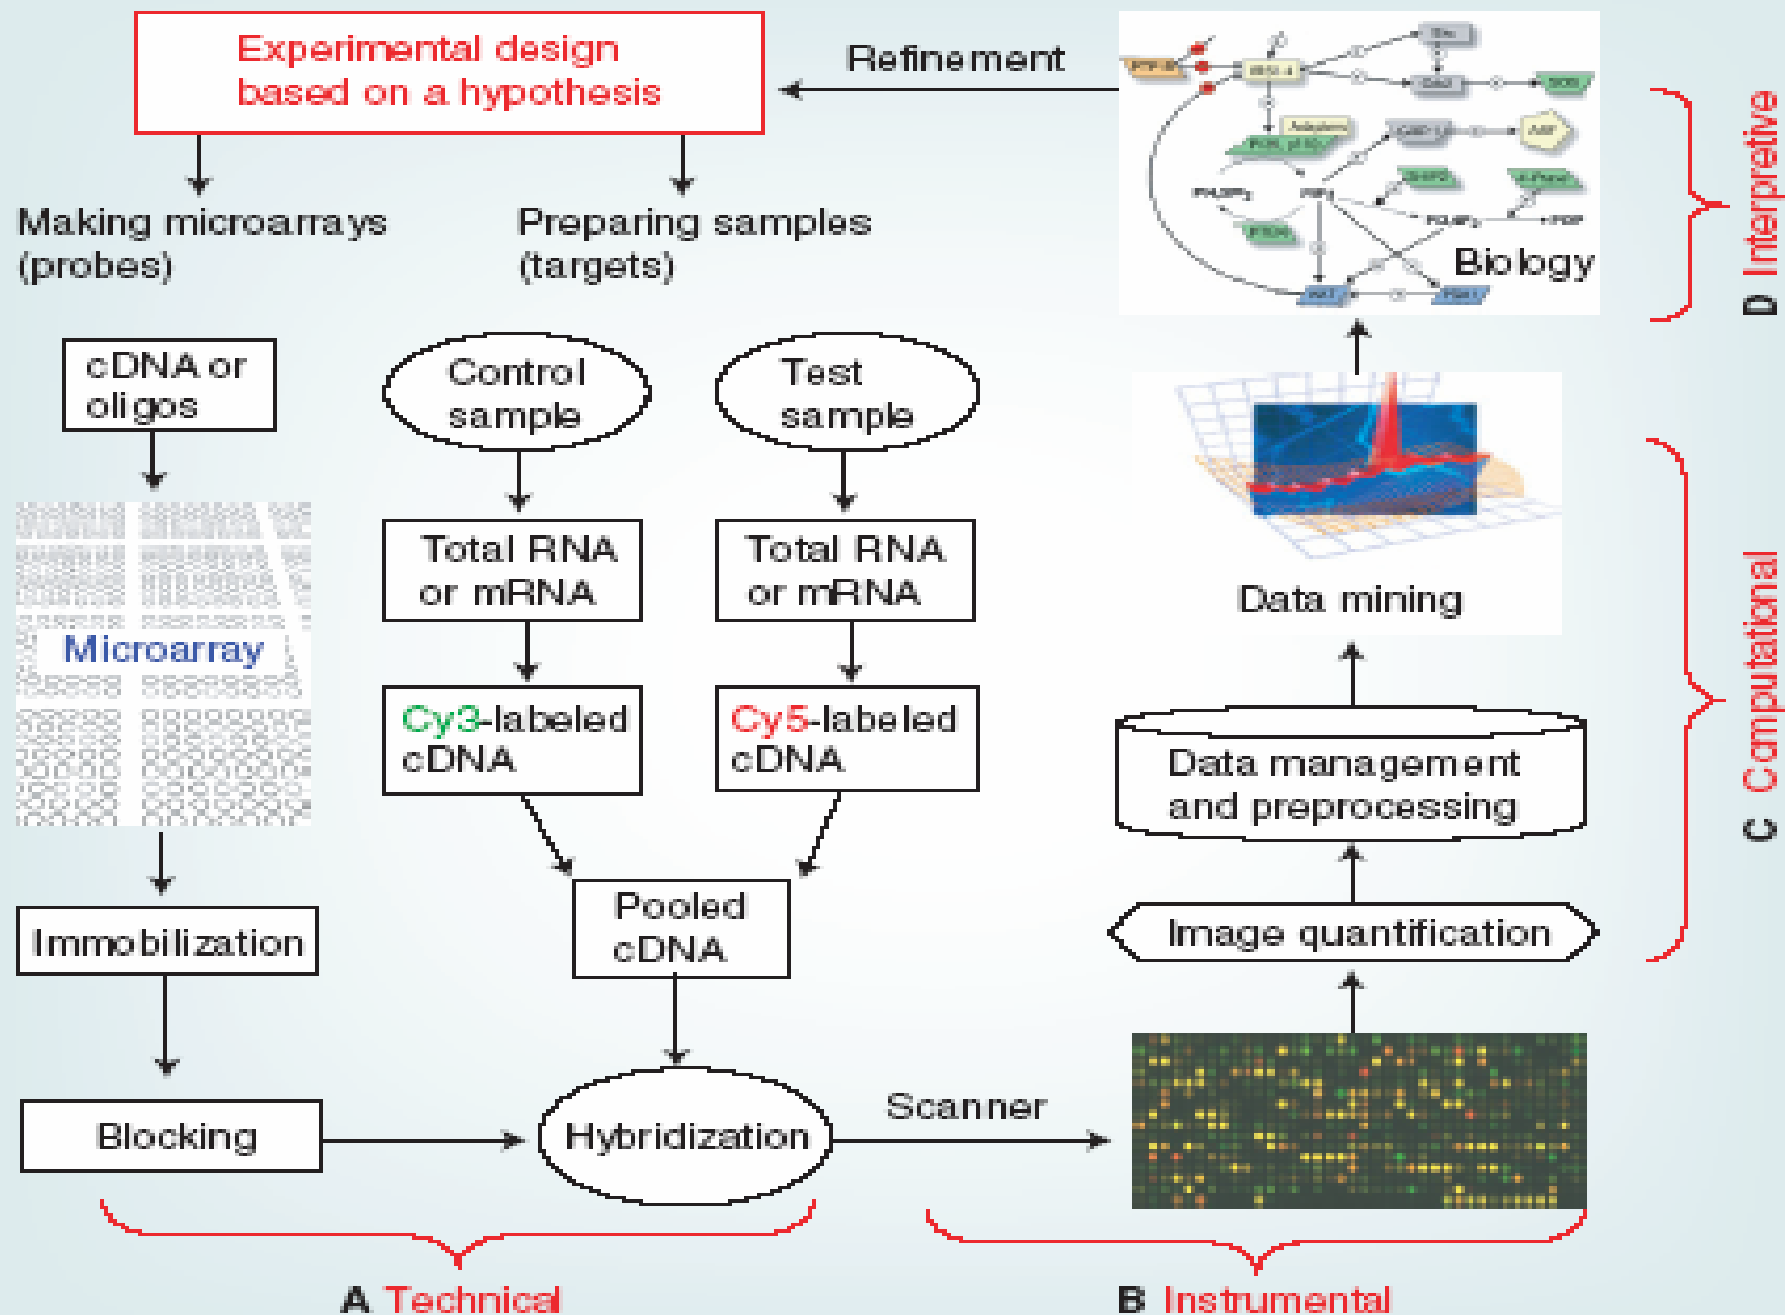 Experimental design
based on a hypothesis
Refinement
Making microarrays
(probes)
Preparing samples
(targets)
Biology
D Interpretive
cDNA or
oligos
Control
sample
Test
sample
Microarray
Total RNA
or mRNA
Total RNA
or mRNA
Data mining
Cy3-labeled
cDNA
Cy5-labeled
cDNA
Data management
and preprocessing
C Computational
Pooled
cDNA
Immobilization
Image quantification
Blocking
Hybridization
Scanner
A Technical
B Instrumental